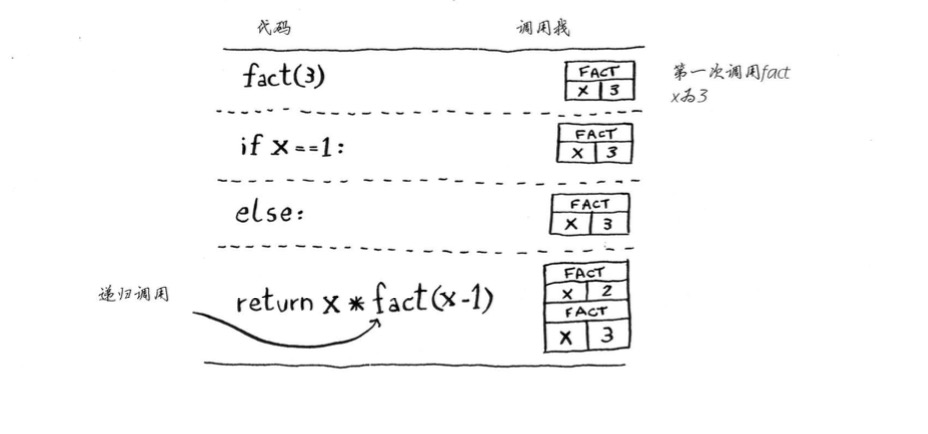 代码 调用栈
fact(3)
FACT
X 3
第一次调用fact
x为3
if x==1:
FACT
X 3
else:
FACT
X 3
递归调用
return x * fact(x-1)
FACT
X 2
FACT
X 3